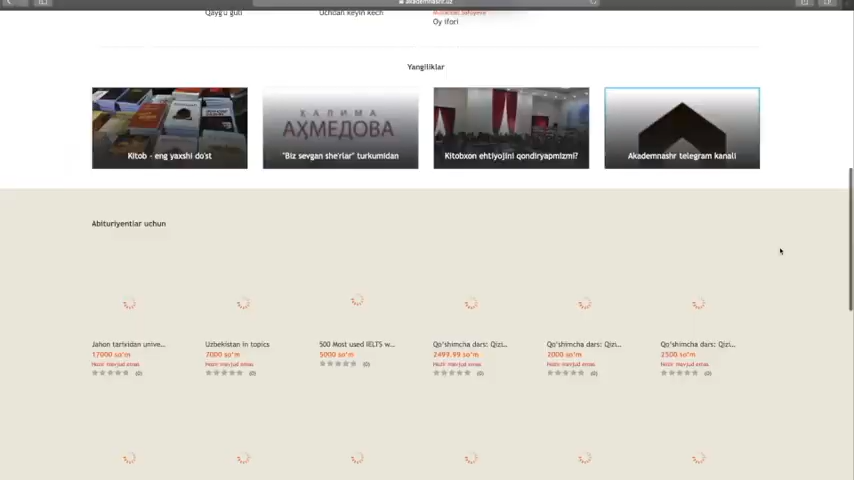 akademnashr.uz
Qayg'u guli
Uchdan keyin kech
Oy ifori
Yangiliklar
ҲАЛИМА
АҲМЕДОВА
Kitob - eng yaxshi do'st
"Biz sevgan she'rlar" turkumidan
Kitobxon ehtiyojini qondiryapmizmi?
Akademnashr telegram kanali
Abituriyentlar uchun
Jahon tarixidan unive...
Uzbekistan in topics
500 Most used IELTS w...
Qo'shimcha dars: Qizi...
Qo'shimcha dars: Qizi...
Qo'shimcha dars: Qizi...
17000 so'm
7000 so'm
5000 so'm
2499.99 so'm
2000 so'm
2500 so'm
Hozir mavjud emas
Hozir mavjud emas
Hozir mavjud emas
Hozir mavjud emas
Hozir mavjud emas
(0)
(0)
(0)
(0)
(0)
(0)